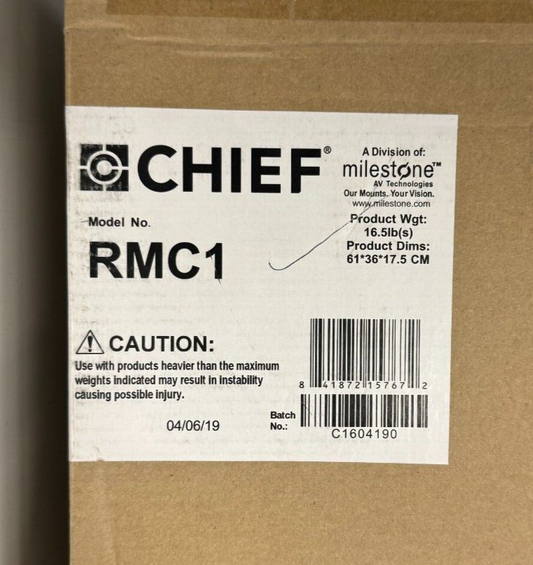 CHIEF®
A Division of:
milestone™
AV Technologies
Our Mounts. Your Vision.
www.milestone.com
Model No.
RMC1
Product Wgt:
16.5lb(s)
Product Dims:
61*36*17.5 CM
CAUTION:
Use with products heavier than the maximum
weights indicated may result in instability
causing possible injury.
8 41872 15767 2
04/06/19
Batch
No.:
C1604190